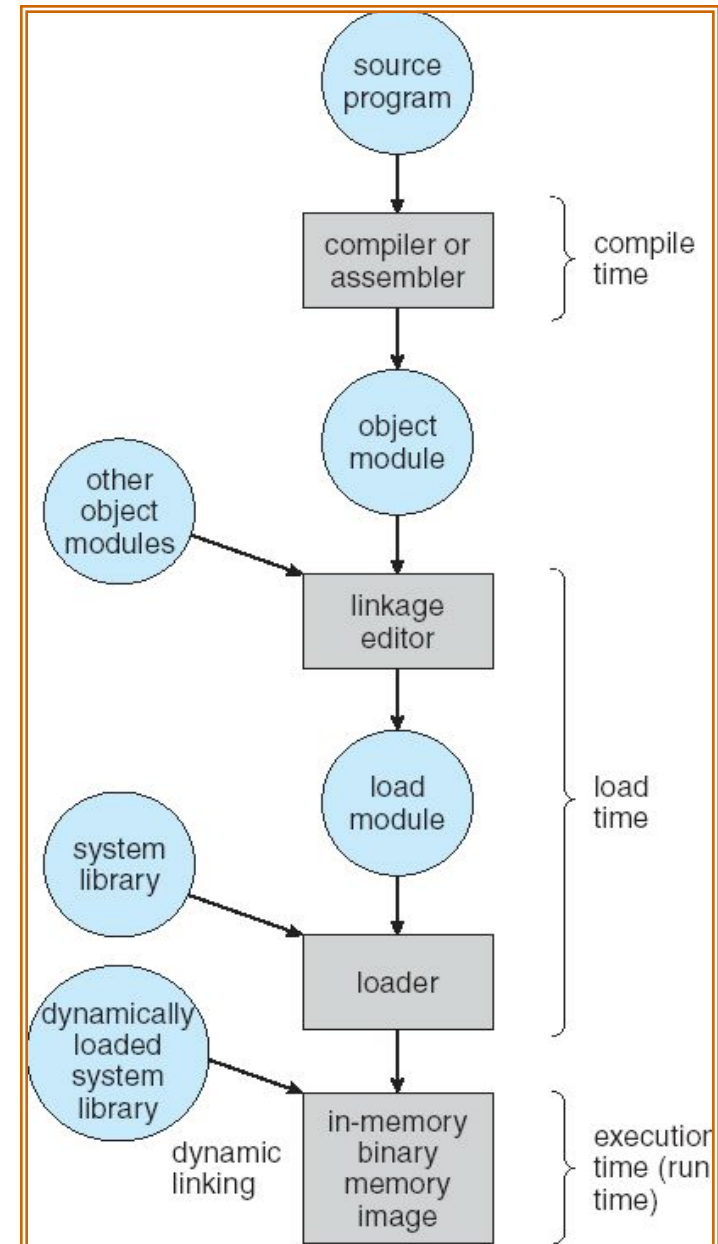 source
program
compiler or
assembler
compile
time
object
module
other
object
modules
linkage
editor
load
module
load
time
system
library
loader
dynamically
loaded
system
library
dynamic
linking
in-memory
binary
memory
image
execution
time (run
time)